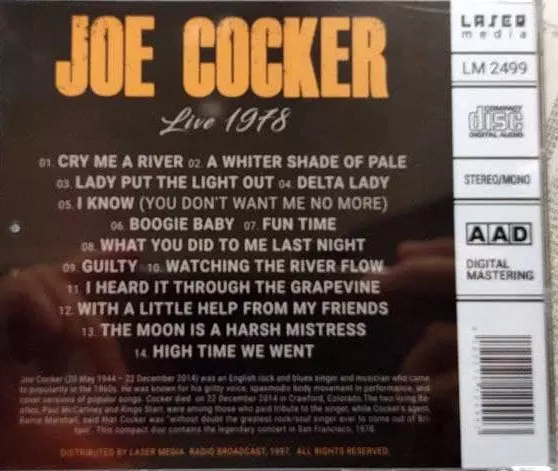 JOE COCKER
Live 1978
01. CRY ME A RIVER 02. A WHITER SHADE OF PALE
03. LADY PUT THE LIGHT OUT 04. DELTA LADY
05. I KNOW (YOU DON'T WANT ME NO MORE)
06. BOOGIE BABY 07. FUN TIME
08. WHAT YOU DID TO ME LAST NIGHT
09. GUILTY 10. WATCHING THE RIVER FLOW
11. I HEARD IT THROUGH THE GRAPEVINE
12. WITH A LITTLE HELP FROM MY FRIENDS
13. THE MOON IS A HARSH MISTRESS
14. HIGH TIME WE WENT
Joe Cocker (20 May 1944 – 22 December 2014) was an English rock and blues singer and musician who came
to popularity in the 1960s. He was known for his gritty voice, spasmodic body movement in performance, and
cover versions of popular songs. Cocker died on 22 December 2014 in Crawford, Colorado. The two living Be-
atles, Paul McCartney and Ringo Starr, were among those who paid tribute to the singer, while Cocker's agent,
Barrie Marshall, said that Cocker was "without doubt the greatest rock/soul singer ever to come out of Bri-
tain". This compact disc contains the legendary concert in San Francisco, 1978.
DISTRIBUTED BY LASER MEDIA. RADIO BROADCAST, 1997. ALL RIGHTS RESERVED.
LASER
media
LM 2499
COMPACT
disc
DIGITAL AUDIO
STEREO/MONO
AAD
DIGITAL
MASTERING